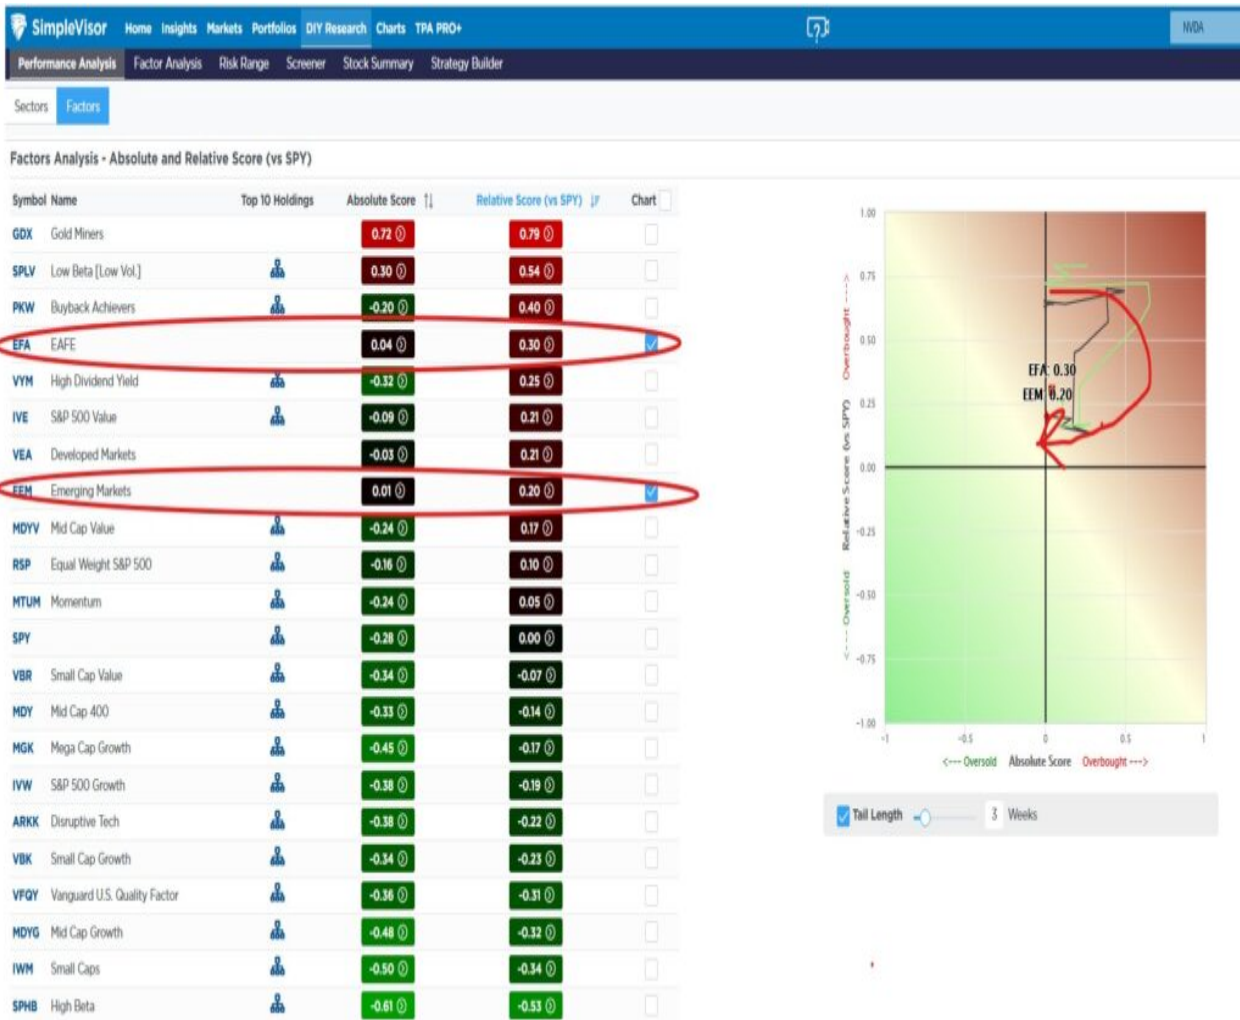 SimpleVisor Home Insights Markets Portfolios DIY Research Charts TPA PRO+ NVDA
Performance Analysis Factor Analysis Risk Range Screener Stock Summary Strategy Builder
Sectors Factors
Factors Analysis - Absolute and Relative Score (vs SPY)
Symbol Name Top 10 Holdings Absolute Score Relative Score (vs SPY) Chart
GDX Gold Miners 0.72 0.79
SPLV Low Beta [Low Vol.] 0.30 0.54
PKW Buyback Achievers -0.20 0.40
EFA EAFE 0.04 0.30
VYM High Dividend Yield -0.32 0.25
IVE S&P 500 Value -0.09 0.21
VEA Developed Markets -0.03 0.21
EEM Emerging Markets 0.01 0.20
MDYV Mid Cap Value -0.24 0.17
RSP Equal Weight S&P 500 -0.16 0.10
MTUM Momentum -0.24 0.05
SPY -0.28 0.00
VBR Small Cap Value -0.34 -0.07
MDY Mid Cap 400 -0.33 -0.14
MGK Mega Cap Growth -0.45 -0.17
IVW S&P 500 Growth -0.38 -0.19
ARKK Disruptive Tech -0.38 -0.22
VBK Small Cap Growth -0.34 -0.23
VFQY Vanguard U.S. Quality Factor -0.36 -0.31
MDYG Mid Cap Growth -0.48 -0.32
IWM Small Caps -0.50 -0.34
SPHB High Beta -0.61 -0.53
1.00
0.75
0.50
0.25
0.00
-0.25
-0.50
-0.75
-1.00
<--- Oversold Relative Score (vs SPY) Overbought --->
EFA: 0.30
EEM: 0.20
-1 -0.5 0 0.5 1
<--- Oversold Absolute Score Overbought --->
Tail Length 3 Weeks